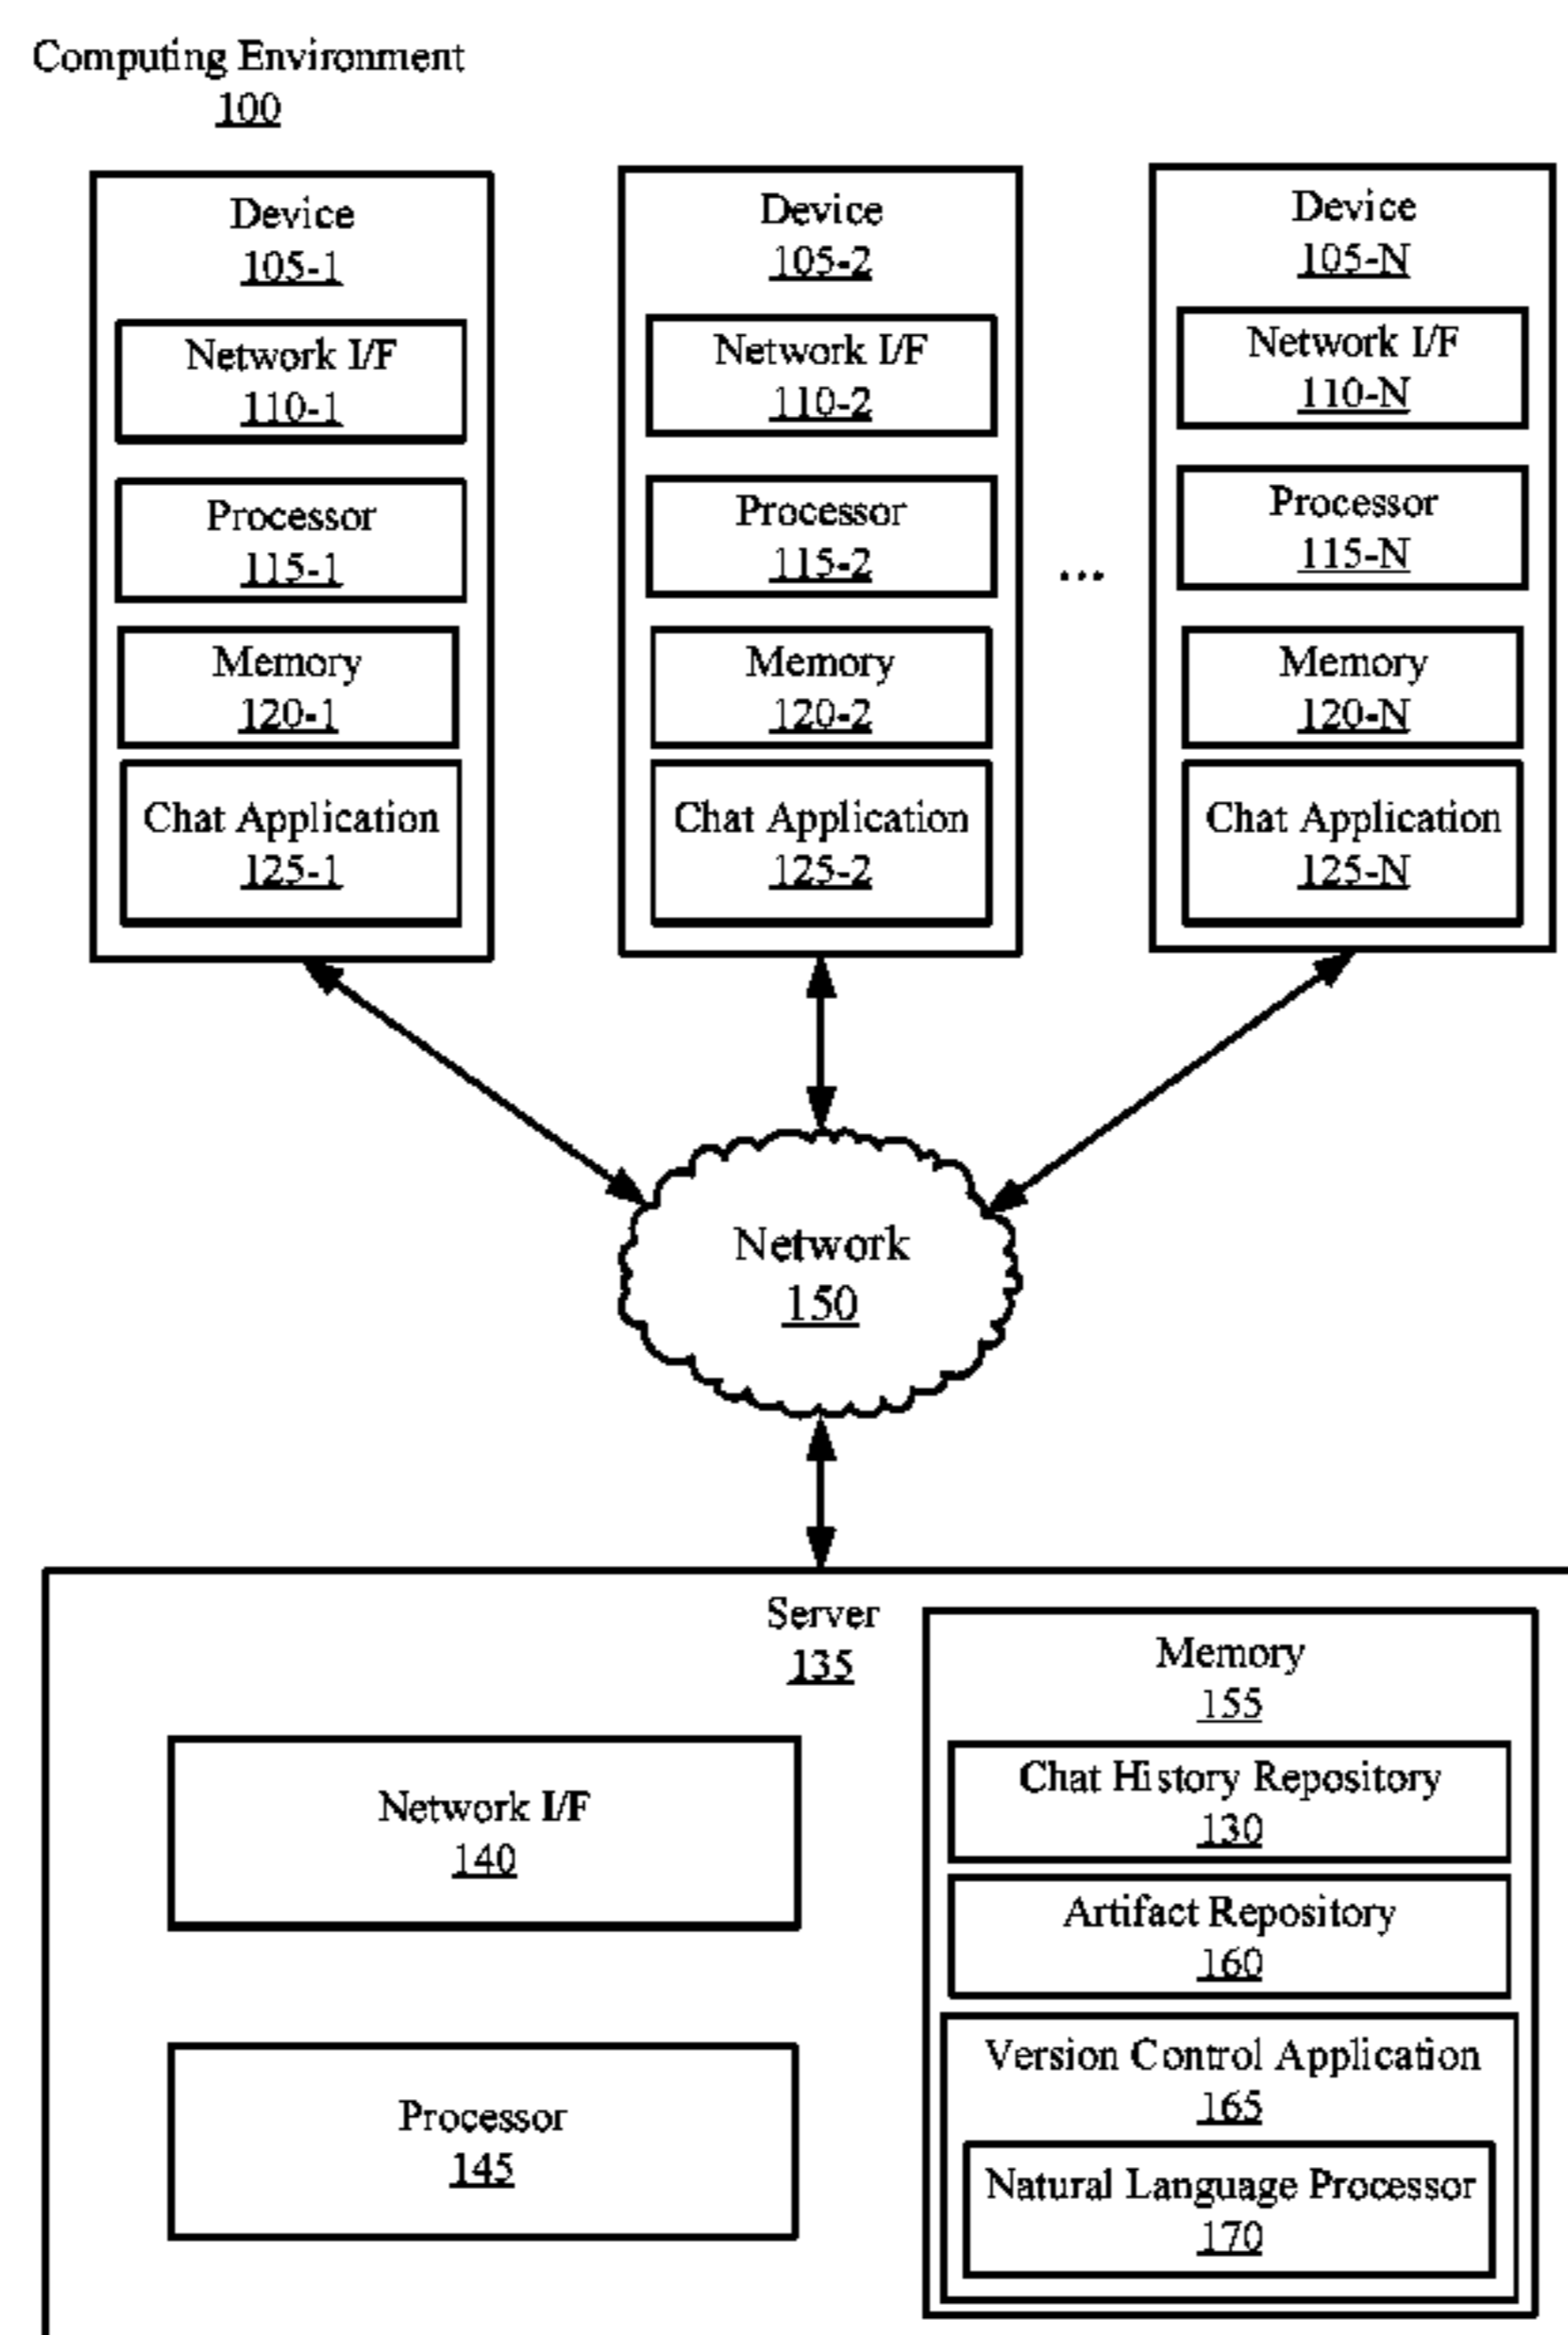 Computing Environment
100
Device
105-1
Network I/F
110-1
Processor
115-1
Memory
120-1
Chat Application
125-1
Device
105-2
Network I/F
110-2
Processor
115-2
Memory
120-2
Chat Application
125-2
...
Device
105-N
Network I/F
110-N
Processor
115-N
Memory
120-N
Chat Application
125-N
Network
150
Server
135
Network I/F
140
Processor
145
Memory
155
Chat History Repository
130
Artifact Repository
160
Version Control Application
165
Natural Language Processor
170